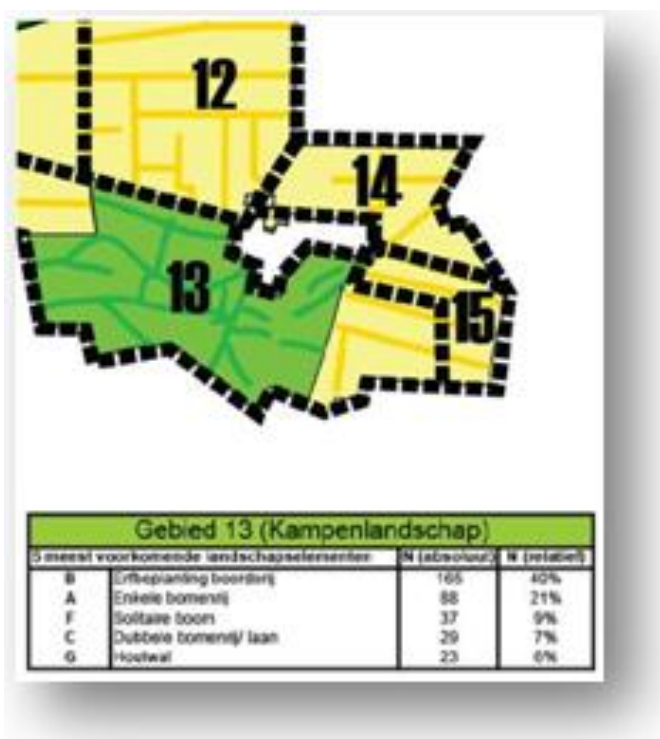 12
14
13
15
Gebied 13 (Kampenlandschap)
5 meest voorkomende landschapselementen N (absoluut) N (relatief)
B Erfbeplanting boerderij 165 40%
A Enkele bomenrij 88 21%
F Solitaire boom 37 9%
C Dubbele bomenrij/ laan 29 7%
G Houtwal 23 6%